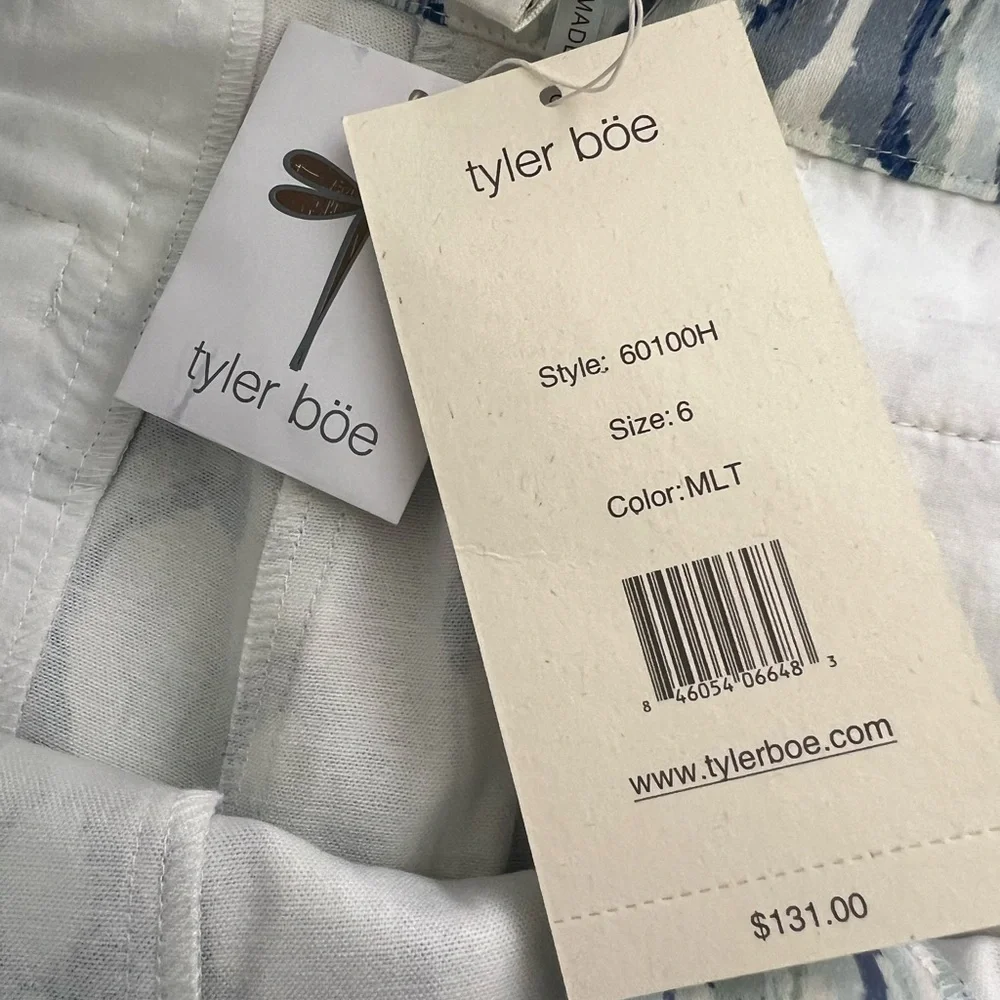 MADE
tyler böe
tyler böe
Style: 60100H
Size: 6
Color: MLT
8 46054 06648 3
www.tylerboe.com
$131.00